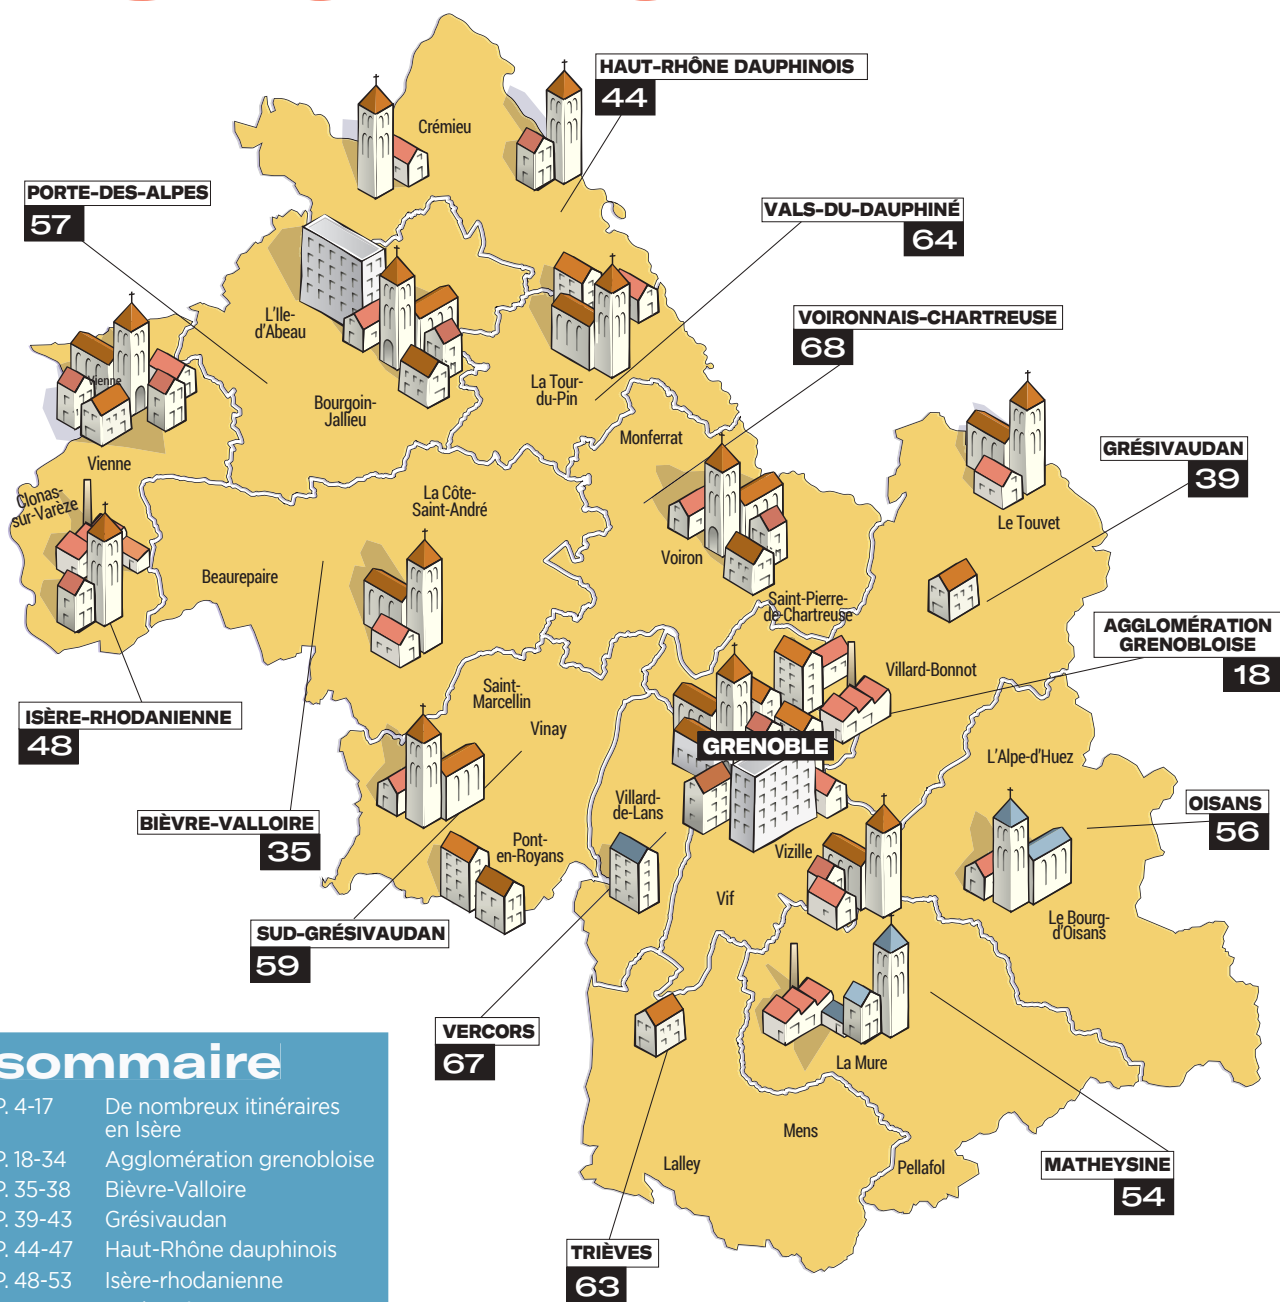 HAUT-RHÔNE DAUPHINOIS
44
Crémieu
PORTE-DES-ALPES
57
VALS-DU-DAUPHINÉ
64
L'Ile-
d'Abeau
VOIRONNAIS-CHARTREUSE
68
Vienne
La Tour-
du-Pin
Bourgoin-
Jallieu
Monferrat
GRÉSIVAUDAN
39
Vienne
Clonas-
sur-Varèze
La Côte-
Saint-André
Le Touvet
Voiron
Beaurepaire
Saint-Pierre-
de-Chartreuse
AGGLOMÉRATION
GRENOBLOISE
18
Villard-Bonnot
Saint-
Marcellin
ISÈRE-RHODANIENNE
48
Vinay
GRENOBLE
L'Alpe-d'Huez
Villard-
de-Lans
OISANS
56
BIÈVRE-VALLOIRE
35
Pont-
en-Royans
Vizille
Vif
Le Bourg-
d'Oisans
SUD-GRÉSIVAUDAN
59
VERCORS
67
La Mure
Mens
Lalley
Pellafol
MATHEYSINE
54
TRIÈVES
63
sommaire
P. 4-17 De nombreux itinéraires
en Isère
P. 18-34 Agglomération grenobloise
P. 35-38 Bièvre-Valloire
P. 39-43 Grésivaudan
P. 44-47 Haut-Rhône dauphinois
P. 48-53 Isère-rhodanienne